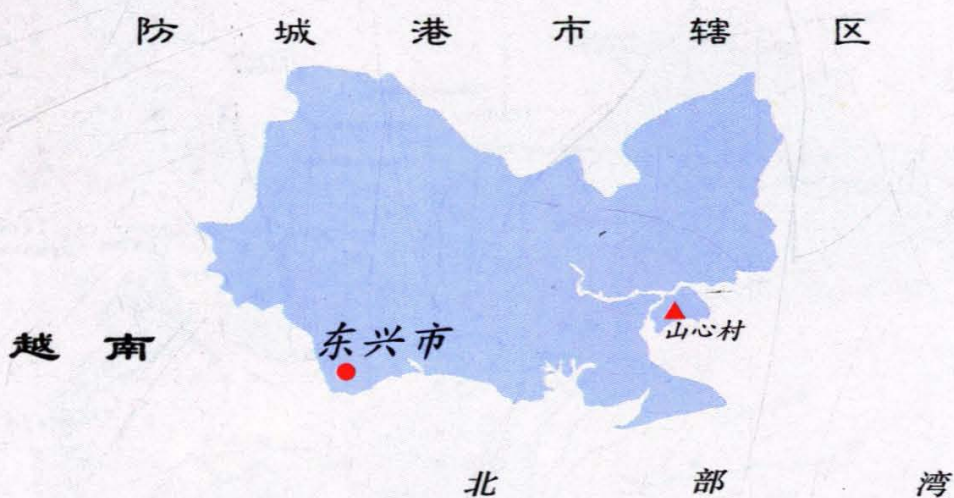 防城港市辖区
山心村
东兴市
越南
北部湾